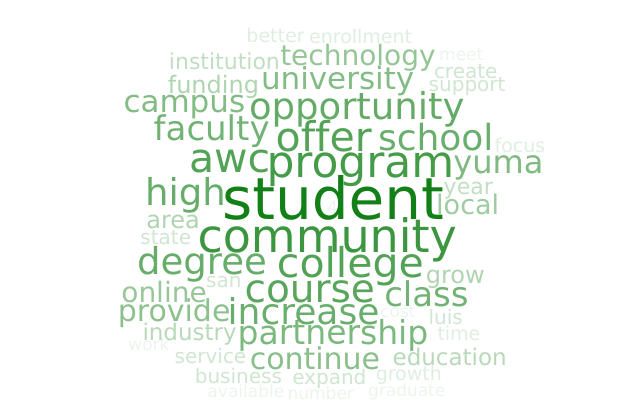 better enrollment
institution technology meet
funding university create
support
campus opportunity
faculty offer school focus
awc program yuma
high student year
area local
state community
degree college grow
san
online course class
provide increase cost luis
industry partnership time
work
service continue education
business expand growth
available number graduate